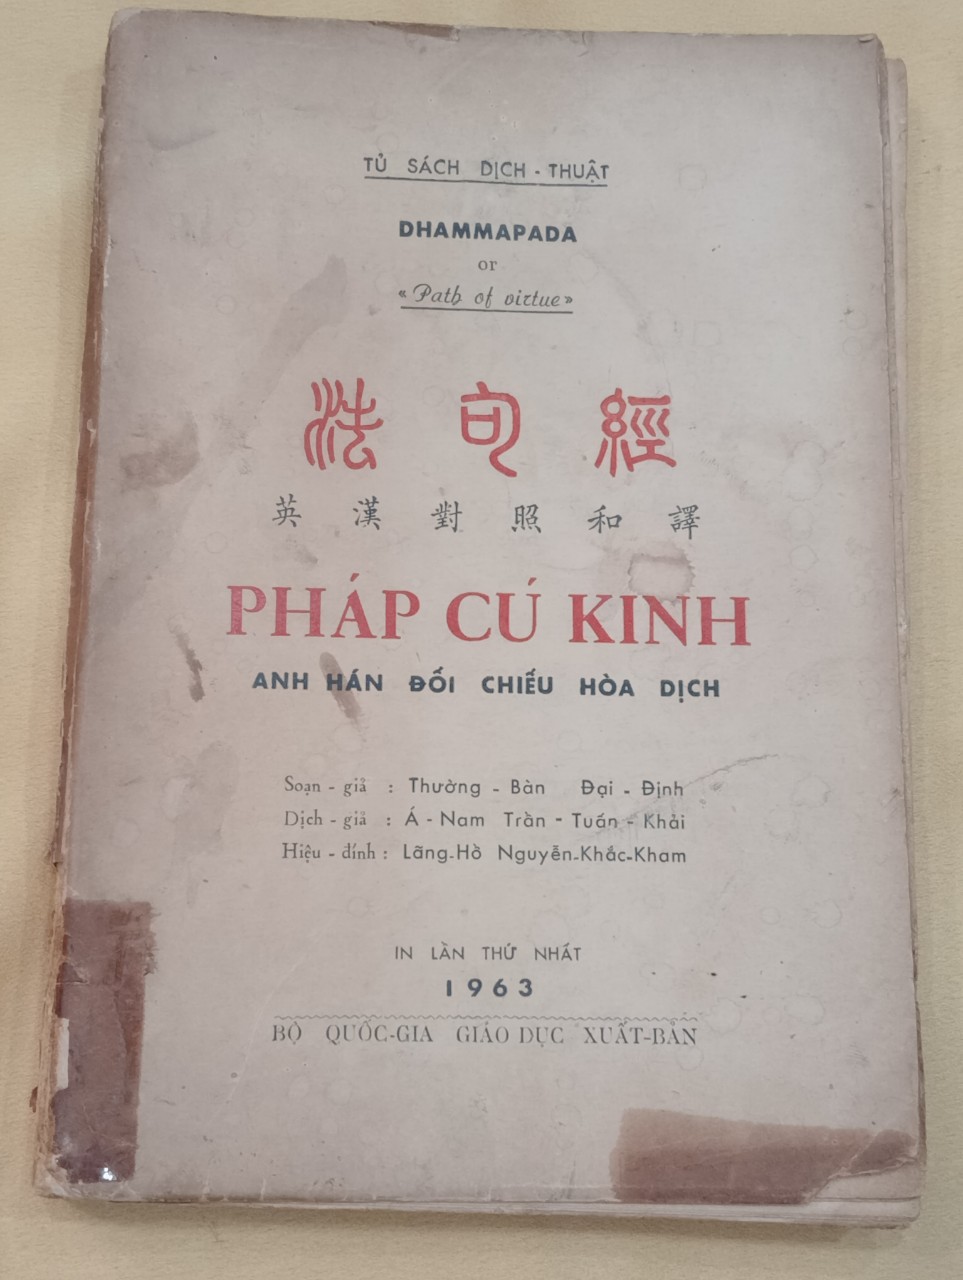 TỦ SÁCH DỊCH - THUẬT
DHAMMAPADA
or
« Path of virtue »
法句經
英漢對照和譯
PHÁP CÚ KINH
ANH HÁN ĐỐI CHIẾU HÒA DỊCH
Soạn - giả : Thường - Bàn Đại - Định
Dịch - giả : Á - Nam Trần - Tuấn - Khải
Hiệu - đính : Lãng-Hồ Nguyễn-Khắc-Kham
IN LẦN THỨ NHẤT
1963
BỘ QUỐC-GIA GIÁO DỤC XUẤT-BẢN